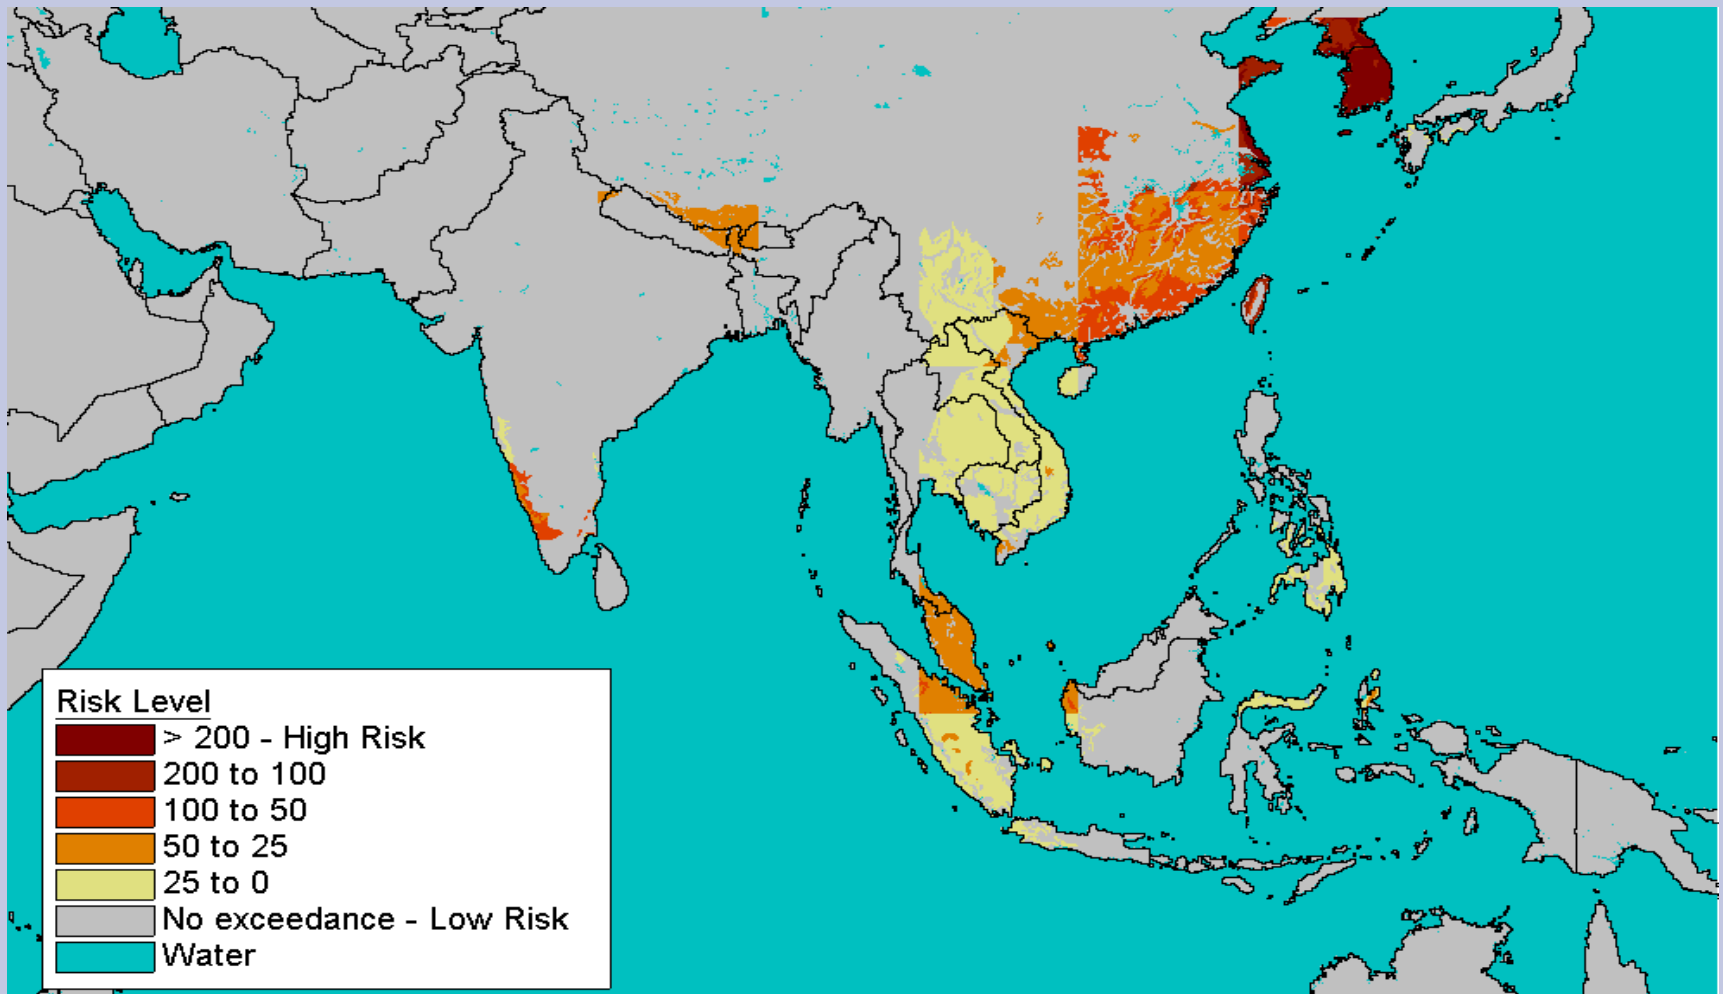 Risk Level
> 200 - High Risk
200 to 100
100 to 50
50 to 25
25 to 0
No exceedance - Low Risk
Water